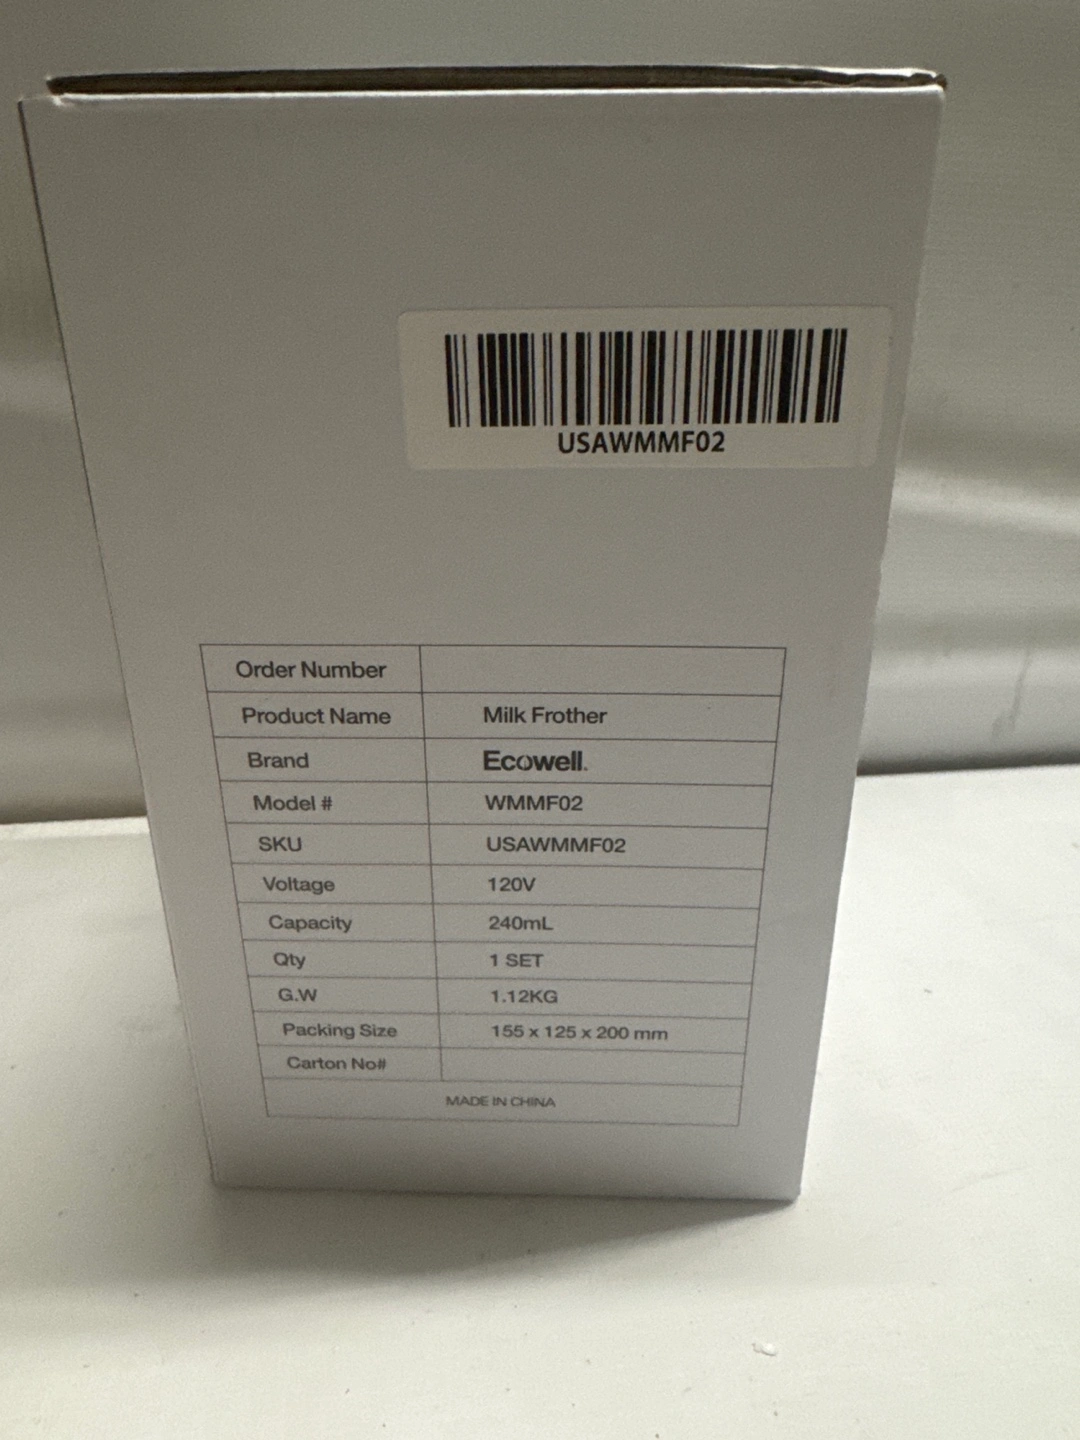 USAWMMF02
Order Number
Product Name Milk Frother
Brand Ecowell.
Model # WMMF02
SKU USAWMMF02
Voltage 120V
Capacity 240mL
Qty 1 SET
G.W 1.12KG
Packing Size 155 x 125 x 200 mm
Carton No#
MADE IN CHINA